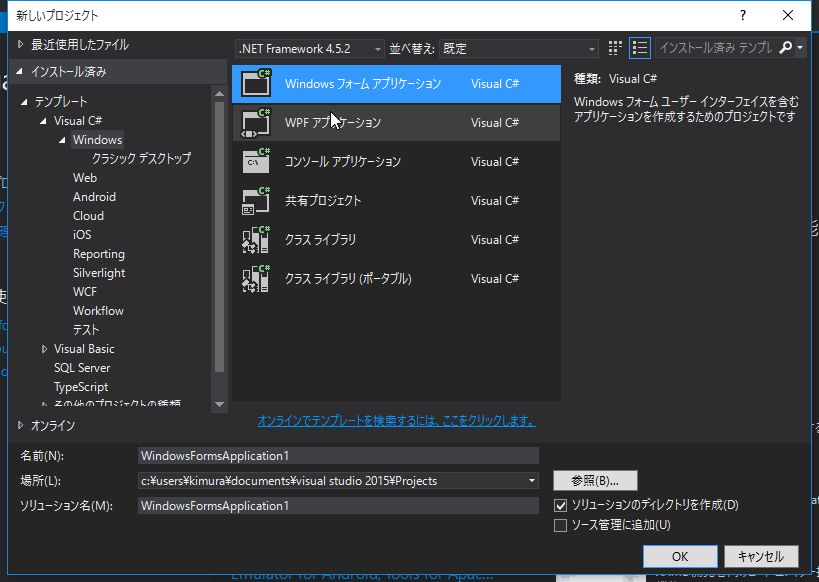 新しいプロジェクト
?
最近使用したファイル
.NET Framework 4.5.2
並べ替え:
既定
インストール済み テンプレ
インストール済み
テンプレート
Visual C#
Windows
クラシック デスクトップ
Web
Android
Cloud
iOS
Reporting
Silverlight
WCF
Workflow
テスト
Visual Basic
SQL Server
TypeScript
その他のプロジェクトの種類
オンライン
Windows フォーム アプリケーション Visual C#
WPF アプリケーション Visual C#
コンソール アプリケーション Visual C#
共有プロジェクト Visual C#
クラス ライブラリ Visual C#
クラス ライブラリ (ポータブル) Visual C#
オンラインでテンプレートを検索するには、ここをクリックします。
種類: Visual C#
Windows フォーム ユーザー インターフェイスを含む
アプリケーションを作成するためのプロジェクトです
名前(N): WindowsFormsApplication1
場所(L): c:¥users¥kimura¥documents¥visual studio 2015¥Projects
参照(B)...
ソリューション名(M): WindowsFormsApplication1
ソリューションのディレクトリを作成(D)
ソース管理に追加(U)
OK
キャンセル
Emulator for Android, Tools for Apac...